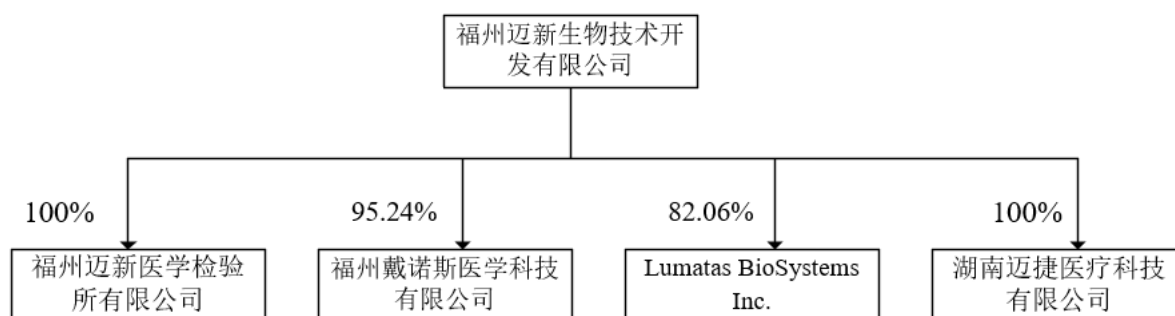 福州迈新生物技术开
发有限公司
100%
95.24%
82.06%
100%
福州迈新医学检验
所有限公司
福州戴诺斯医学科技
有限公司
Lumatas BioSystems
Inc.
湖南迈捷医疗科技
有限公司